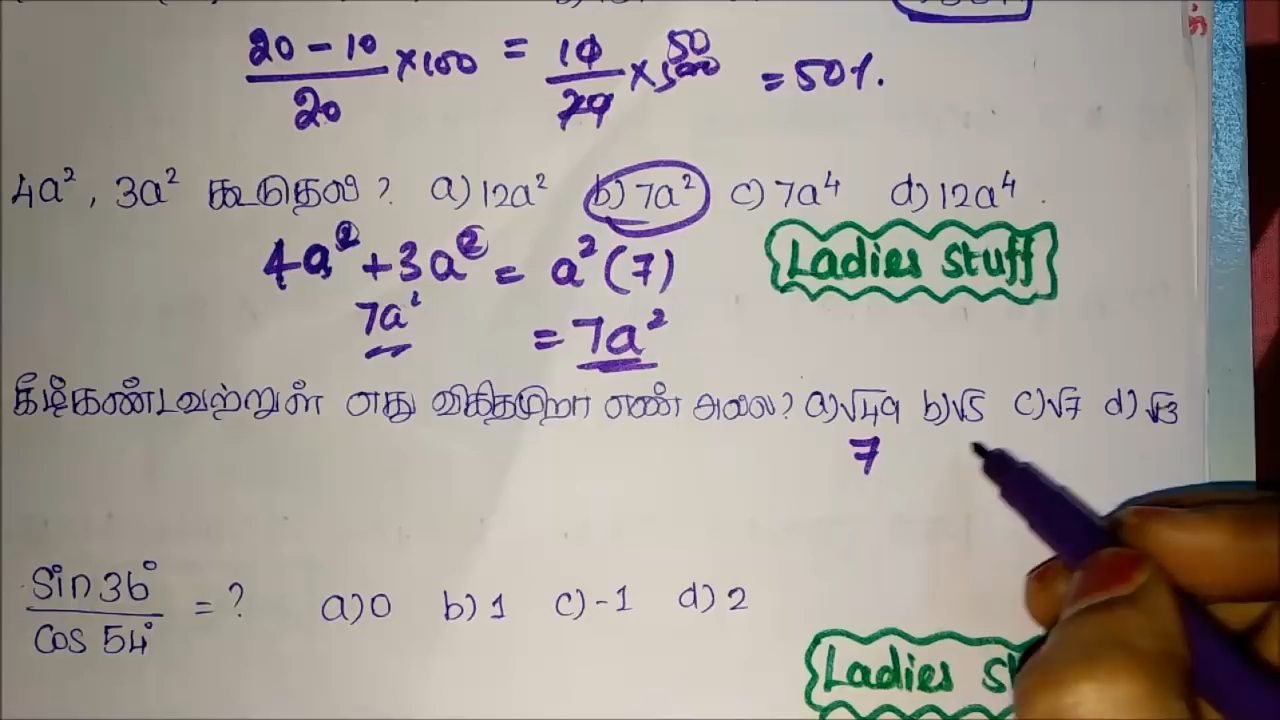 20 - 10 / 20 × 100 = 10 / 20 × 100 50 = 50%.
4a², 3a² கூடுதல் ? a) 12a² b) 7a² c) 7a⁴ d) 12a⁴.
4a² + 3a² = a² (7)
Ladies Stuff
7a² = 7a²
கீழ்கண்டவற்றுள் எது விகிதமுறா எண் அல்ல? a) √49 b) √5 c) √7 d) √3
7
Sin 36° / Cos 54° = ? a) 0 b) 1 c) -1 d) 2
Ladies